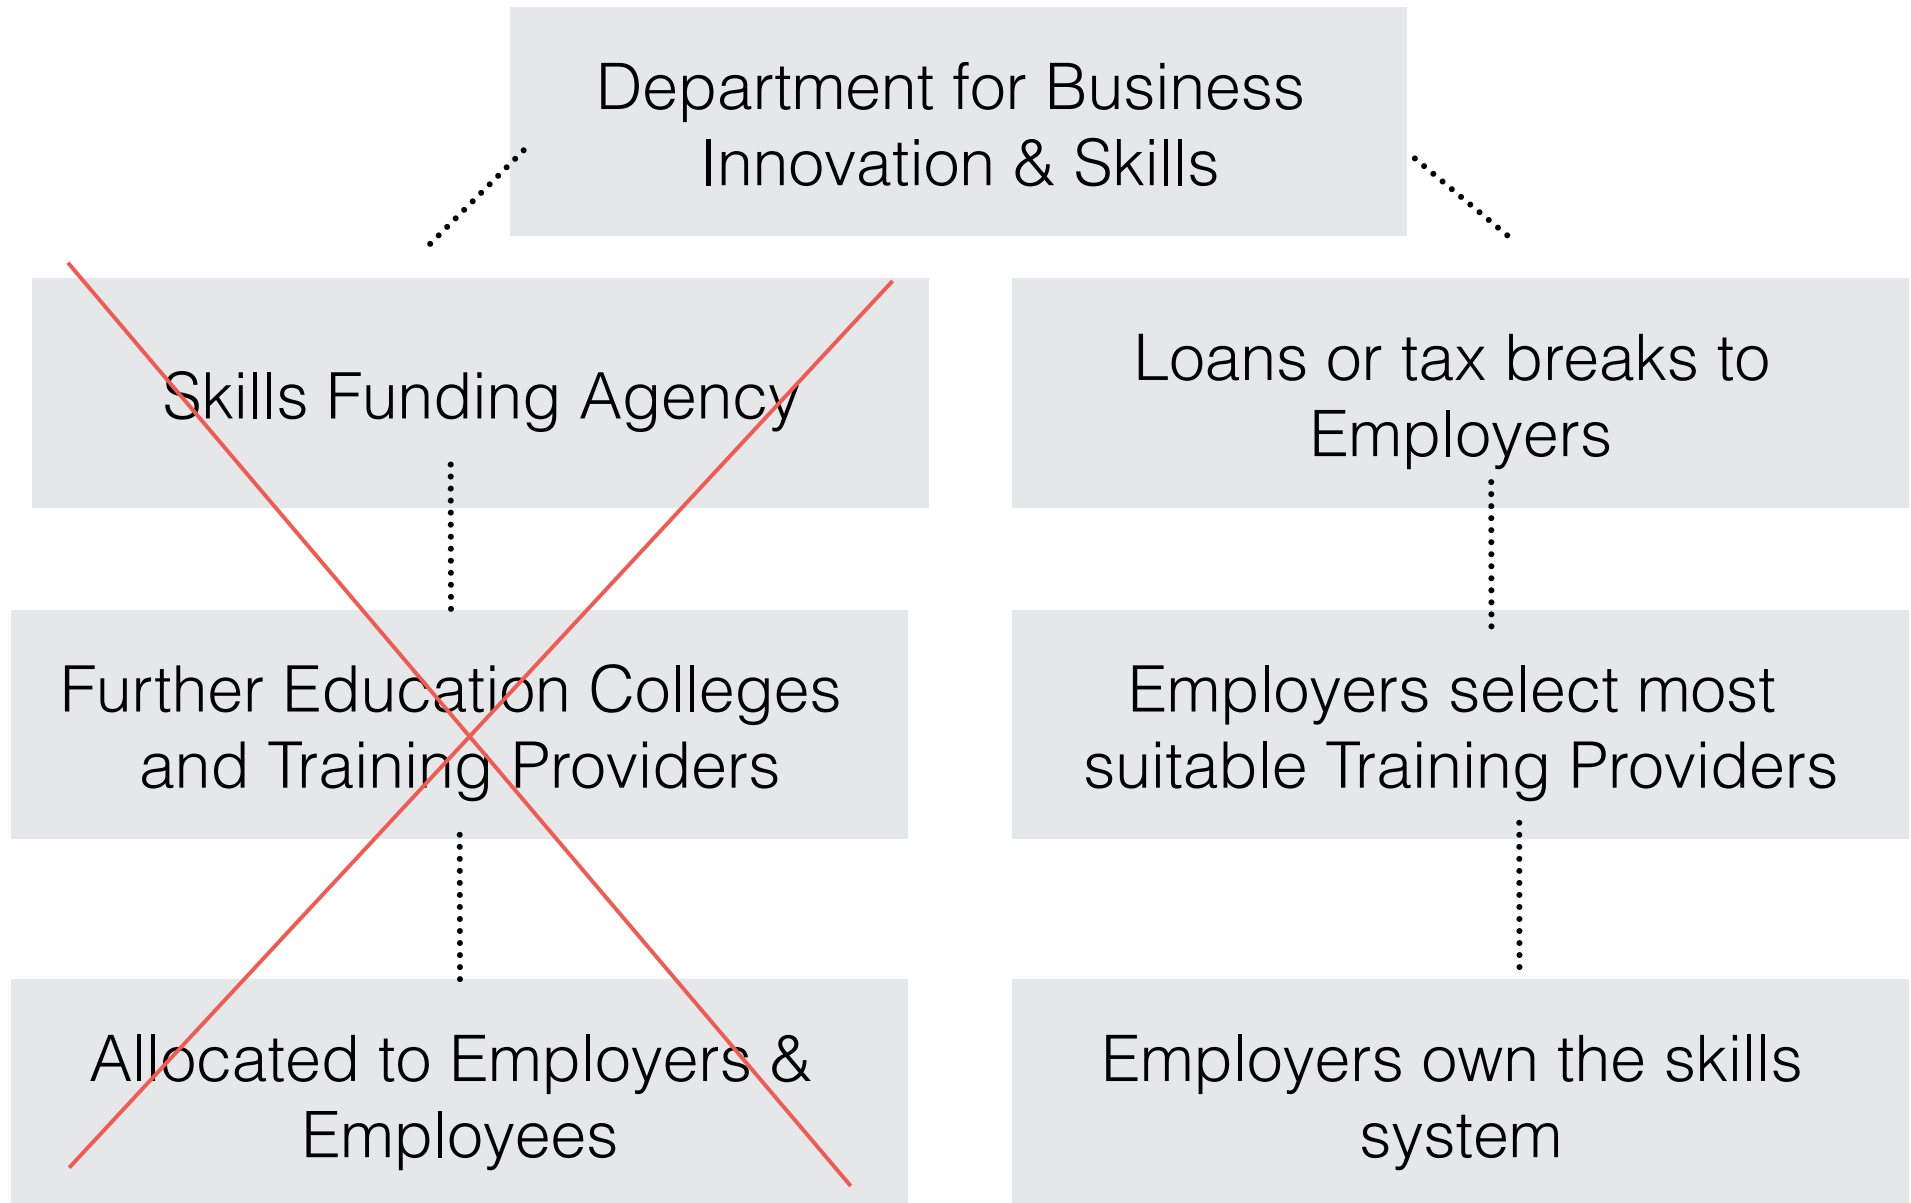 Department for Business
Innovation & Skills
Skills Funding Agency
Loans or tax breaks to
Employers
Further Education Colleges
and Training Providers
Employers select most
suitable Training Providers
Allocated to Employers &
Employees
Employers own the skills
system